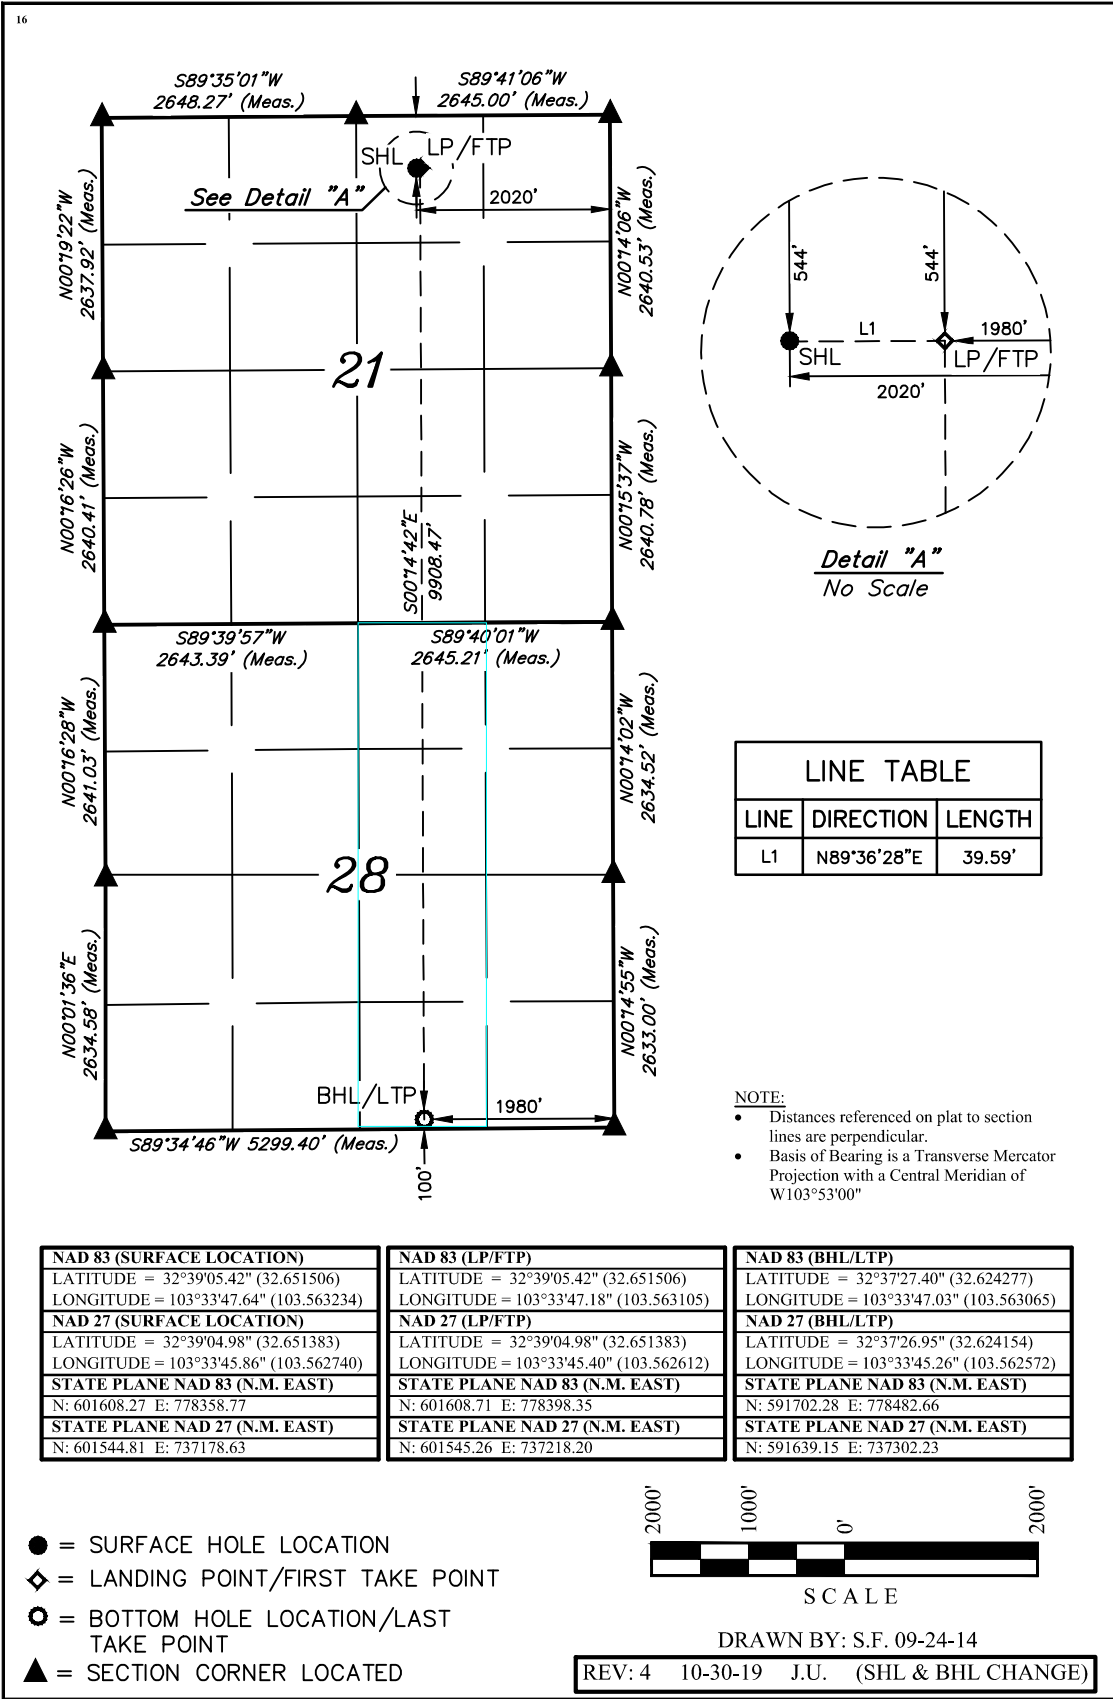 16
S89°35'01"W
2648.27' (Meas.)
S89°41'06"W
2645.00' (Meas.)
SHL
LP/FTP
See Detail "A"
2020'
N00°19'22"W
2637.92' (Meas.)
N00°14'06"W
2640.53' (Meas.)
544'
544'
L1
1980'
SHL
LP/FTP
2020'
21
N00°16'26"W
2640.41' (Meas.)
S00°14'42"E
9908.47'
N00°15'37"W
2640.78' (Meas.)
Detail "A"
No Scale
S89°39'57"W
2643.39' (Meas.)
S89°40'01"W
2645.21' (Meas.)
N00°16'28"W
2641.03' (Meas.)
N00°14'02"W
2634.52' (Meas.)
LINE TABLE
LINE DIRECTION LENGTH
L1 N89°36'28"E 39.59'
28
N00°01'36"E
2634.58' (Meas.)
N00°14'55"W
2633.00' (Meas.)
BHL/LTP
1980'
S89°34'46"W 5299.40' (Meas.)
100'
NOTE:
• Distances referenced on plat to section
lines are perpendicular.
• Basis of Bearing is a Transverse Mercator
Projection with a Central Meridian of
W103°53'00"
NAD 83 (SURFACE LOCATION)
LATITUDE = 32°39'05.42" (32.651506)
LONGITUDE = 103°33'47.64" (103.563234)
NAD 27 (SURFACE LOCATION)
LATITUDE = 32°39'04.98" (32.651383)
LONGITUDE = 103°33'45.86" (103.562740)
STATE PLANE NAD 83 (N.M. EAST)
N: 601608.27 E: 778358.77
STATE PLANE NAD 27 (N.M. EAST)
N: 601544.81 E: 737178.63
NAD 83 (LP/FTP)
LATITUDE = 32°39'05.42" (32.651506)
LONGITUDE = 103°33'47.18" (103.563105)
NAD 27 (LP/FTP)
LATITUDE = 32°39'04.98" (32.651383)
LONGITUDE = 103°33'45.40" (103.562612)
STATE PLANE NAD 83 (N.M. EAST)
N: 601608.71 E: 778398.35
STATE PLANE NAD 27 (N.M. EAST)
N: 601545.26 E: 737218.20
NAD 83 (BHL/LTP)
LATITUDE = 32°37'27.40" (32.624277)
LONGITUDE = 103°33'47.03" (103.563065)
NAD 27 (BHL/LTP)
LATITUDE = 32°37'26.95" (32.624154)
LONGITUDE = 103°33'45.26" (103.562572)
STATE PLANE NAD 83 (N.M. EAST)
N: 591702.28 E: 778482.66
STATE PLANE NAD 27 (N.M. EAST)
N: 591639.15 E: 737302.23
= SURFACE HOLE LOCATION
= LANDING POINT/FIRST TAKE POINT
= BOTTOM HOLE LOCATION/LAST
TAKE POINT
= SECTION CORNER LOCATED
2000' 1000' 0' 2000'
SCALE
DRAWN BY: S.F. 09-24-14
REV: 4 10-30-19 J.U. (SHL & BHL CHANGE)